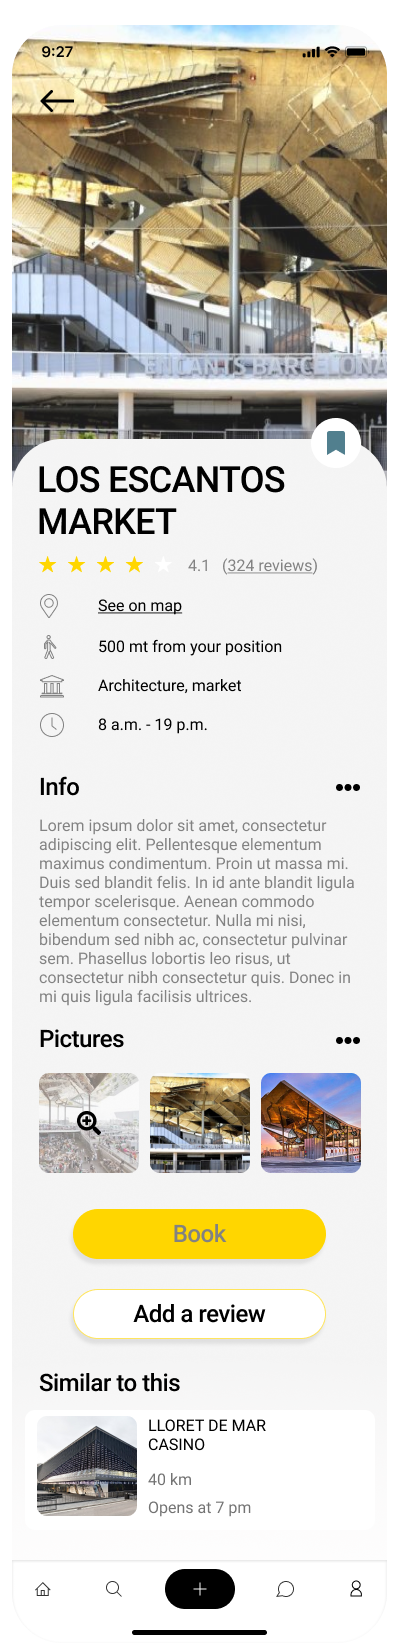 9:27
ENCANTS BARCELONA
LOS ESCANTOS
MARKET
4.1 (324 reviews)
See on map
500 mt from your position
Architecture, market
8 a.m. - 19 p.m.
Info
Lorem ipsum dolor sit amet, consectetur
adipiscing elit. Pellentesque elementum
maximus condimentum. Proin ut massa mi.
Duis sed blandit felis. In id ante blandit ligula
tempor scelerisque. Aenean commodo
elementum consectetur. Nulla mi nisi,
bibendum sed nibh ac, consectetur pulvinar
sem. Phasellus lobortis leo risus, ut
consectetur nibh consectetur quis. Donec in
mi quis ligula facilisis ultrices.
Pictures
Book
Add a review
Similar to this
LLORET DE MAR
CASINO
40 km
Opens at 7 pm